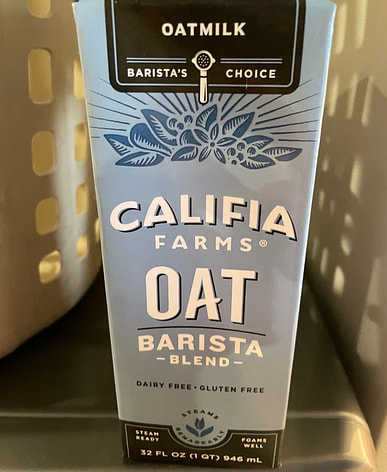 OATMILK
BARISTA'S CHOICE
CALIFIA
FARMS®
OAT
BARISTA
-BLEND-
DAIRY FREE • GLUTEN FREE
STEAMS
REMARKABLY
STEAM
READY
FOAMS
WELL
32 FL OZ (1 QT) 946 mL